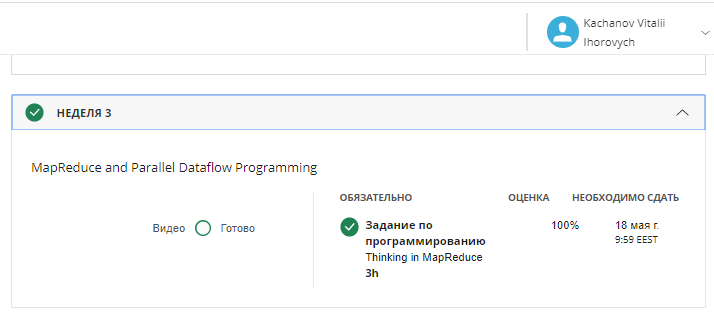 Kachanov Vitalii
Ihorovych
НЕДЕЛЯ 3
MapReduce and Parallel Dataflow Programming
ОБЯЗАТЕЛЬНО ОЦЕНКА НЕОБХОДИМО СДАТЬ
Видео Готово
Задание по
программированию
Thinking in MapReduce
3h
100%
18 мая г.
9:59 EEST